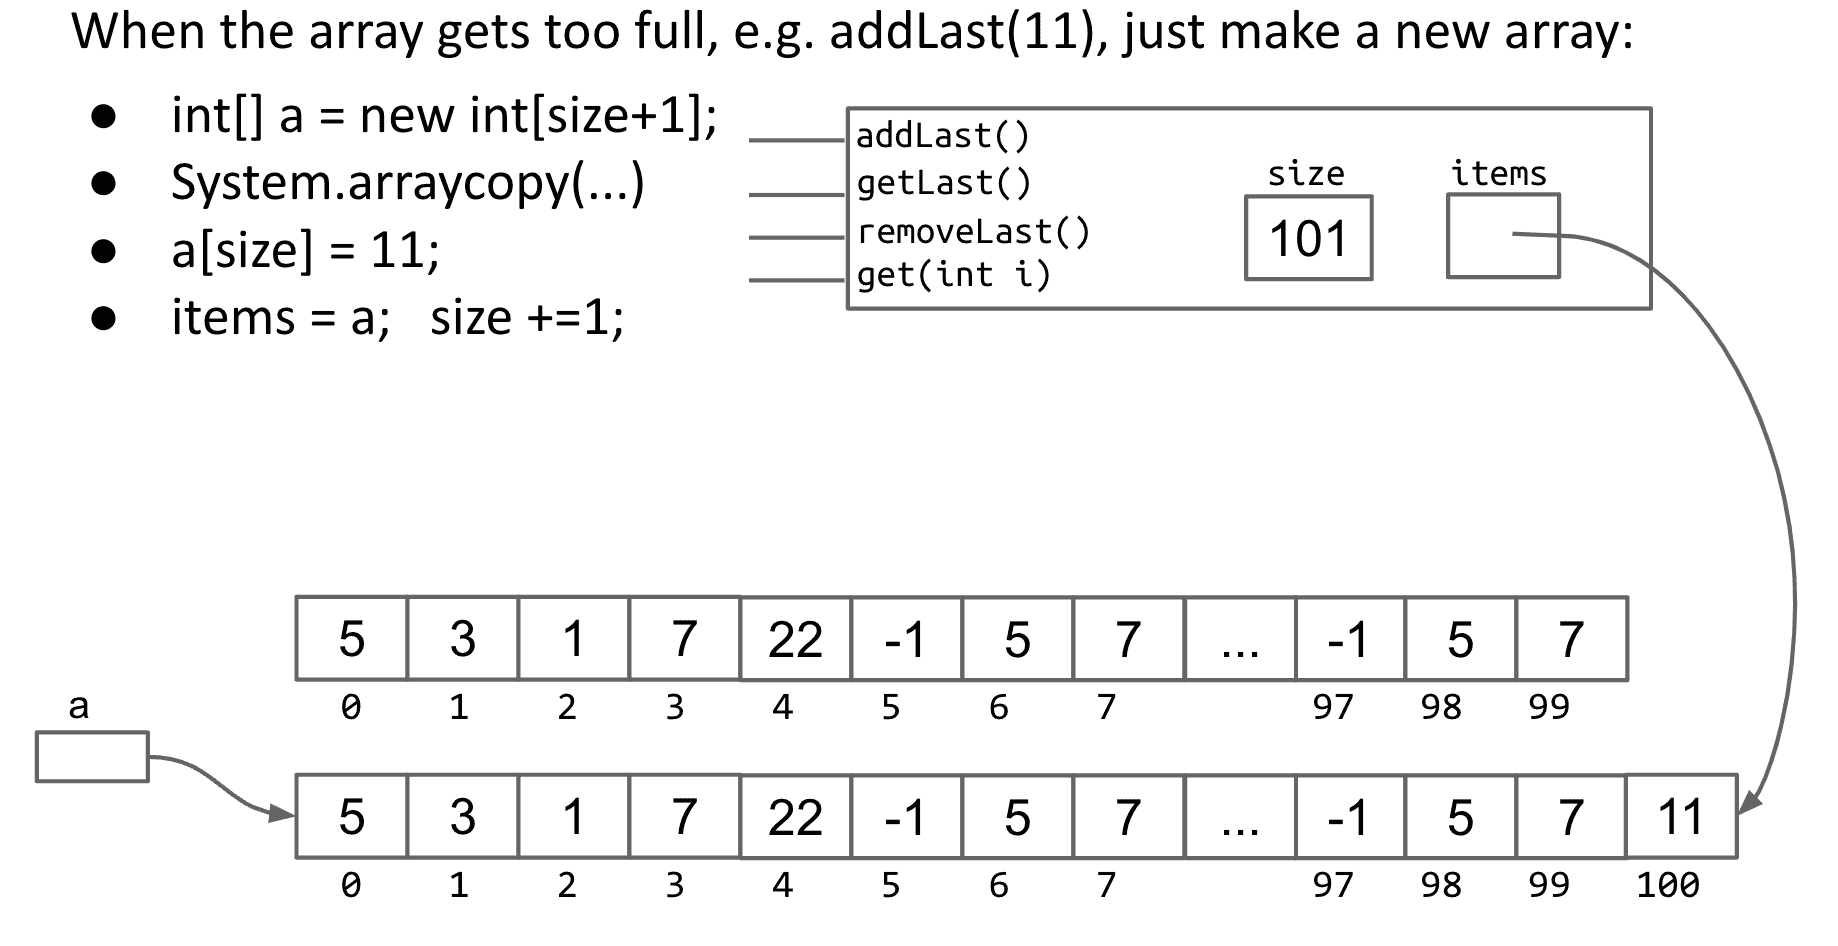 When the array gets too full, e.g. addLast(11), just make a new array:
● int[] a = new int[size+1];
● System.arraycopy(...)
● a[size] = 11;
● items = a; size +=1;
addLast()
getLast()
removeLast()
get(int i)
size items
101
5 3 1 7 22 -1 5 7 ... -1 5 7
0 1 2 3 4 5 6 7 97 98 99
a
5 3 1 7 22 -1 5 7 ... -1 5 7 11
0 1 2 3 4 5 6 7 97 98 99 100